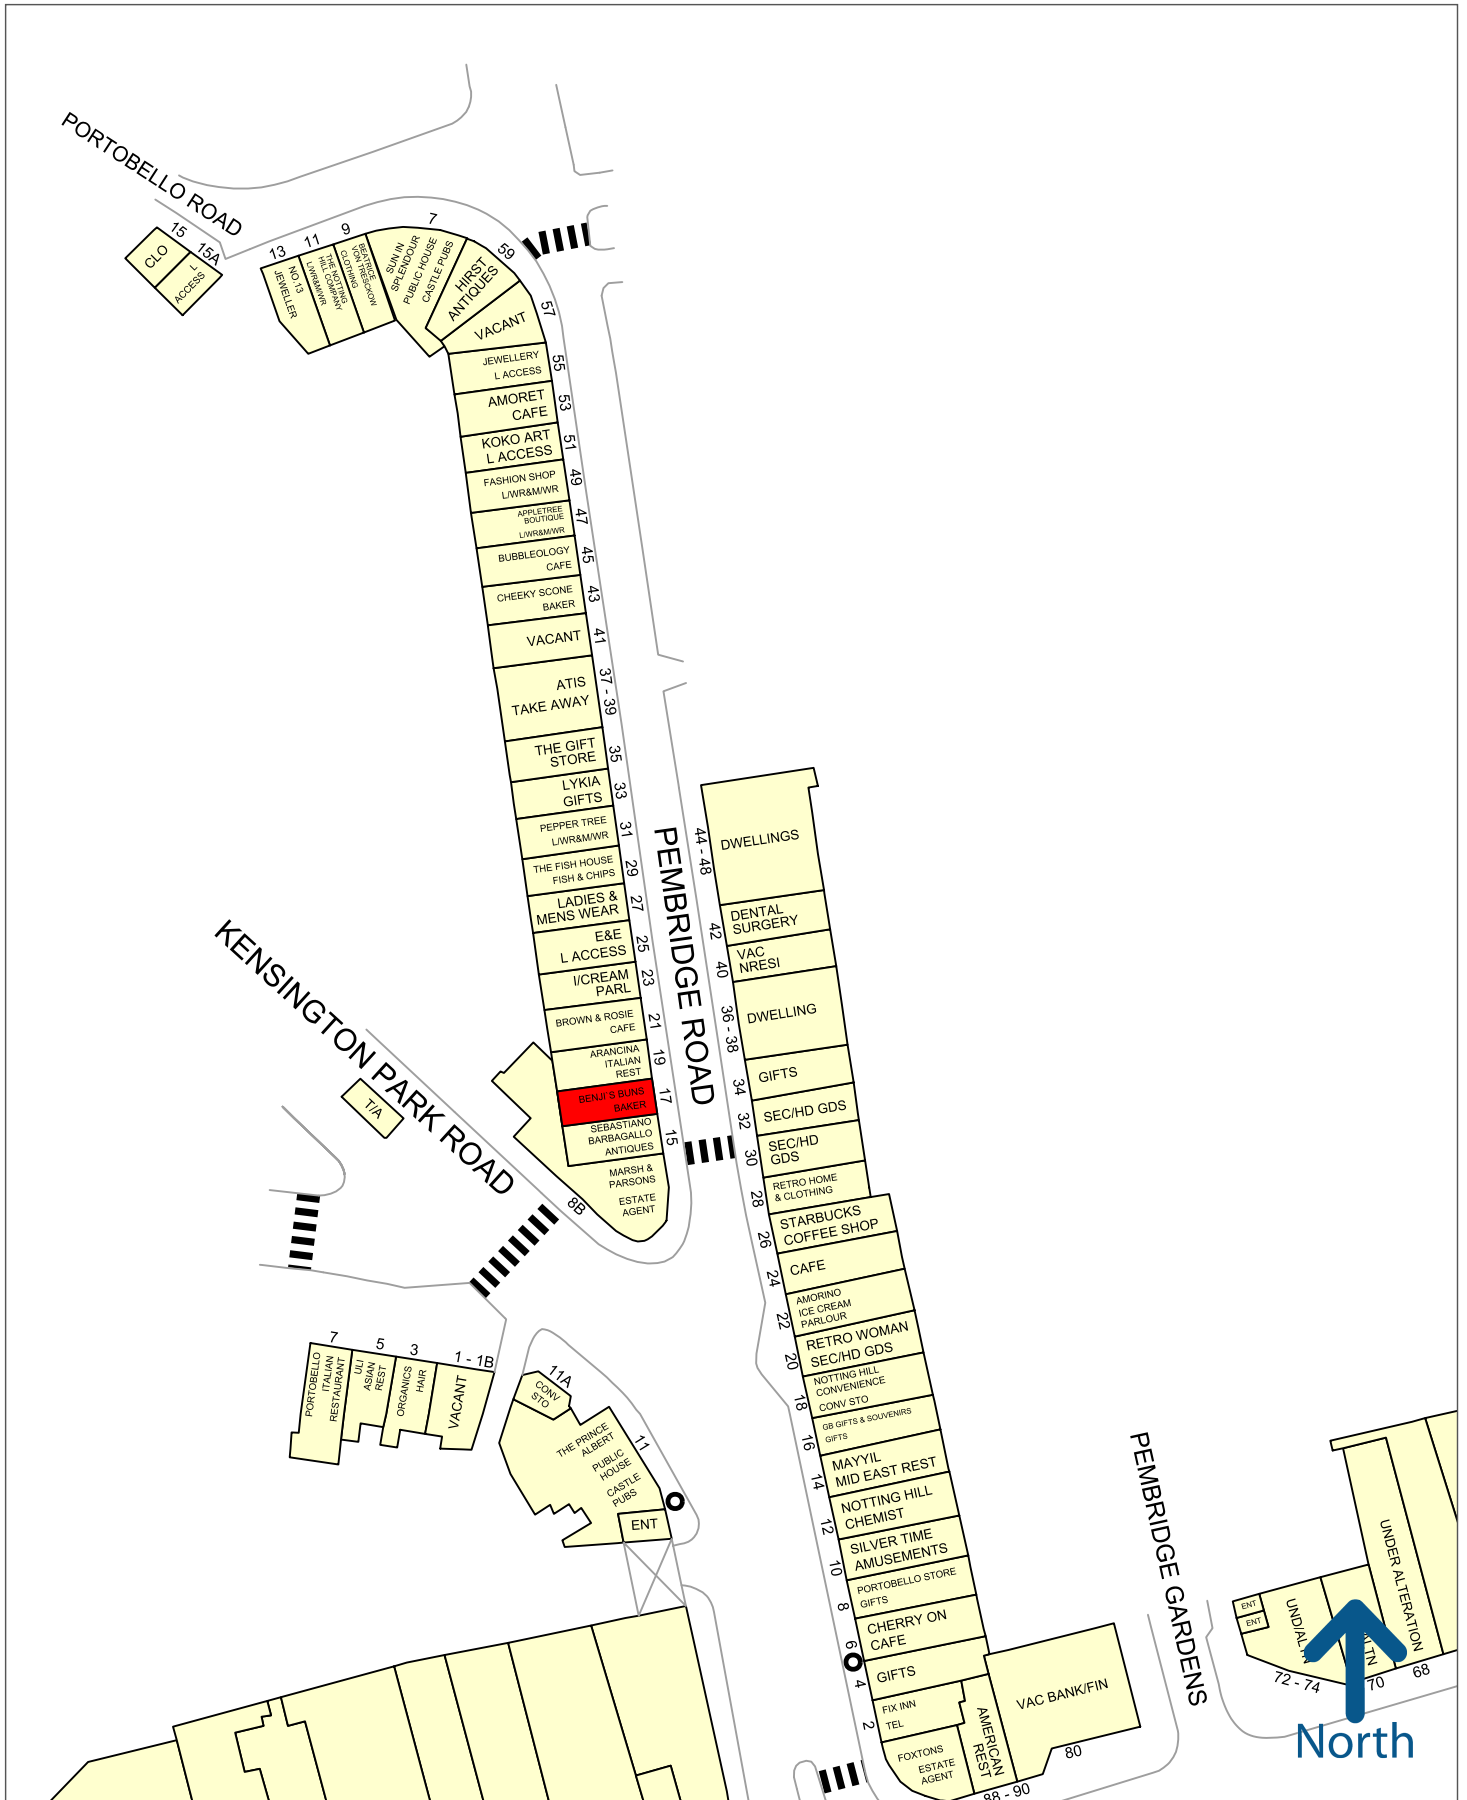 PORTOBELLO ROAD
15
15A
CLO
L
ACCESS
13
11
9
7
59
57
NO.13
JEWELLER
THE NOTTING
HILL COMPANY
L/WR&M/WR
BEATRICE
VON TRESCKOW
CLOTHING
SUN IN
SPLENDOUR
PUBLIC HOUSE
CASTLE PUBS
HIRST
ANTIQUES
VACANT
JEWELLERY
L ACCESS
55
AMORET
CAFE
53
KOKO ART
L ACCESS
51
FASHION SHOP
L/WR&M/WR
49
APPLETREE
BOUTIQUE
L/WR&M/WR
47
BUBBLEOLOGY
CAFE
45
CHEEKY SCONE
BAKER
43
VACANT
41
ATIS
TAKE AWAY
37 - 39
THE GIFT
STORE
35
LYKIA
GIFTS
33
PEPPER TREE
L/WR&M/WR
31
THE FISH HOUSE
FISH & CHIPS
29
LADIES &
MENS WEAR
27
E&E
L ACCESS
25
I/CREAM
PARL
23
BROWN & ROSIE
CAFE
21
ARANCINA
ITALIAN
REST
19
BENJI'S BUNS
BAKER
17
SEBASTIANO
BARBAGALLO
ANTIQUES
15
MARSH &
PARSONS
ESTATE
AGENT
8B
PEMBRIDGE ROAD
KENSINGTON PARK ROAD
T/A
44 - 48
DWELLINGS
42
DENTAL
SURGERY
40
VAC
NRESI
36 - 38
DWELLING
34
GIFTS
32
SEC/HD GDS
30
SEC/HD
GDS
28
RETRO HOME
& CLOTHING
26
STARBUCKS
COFFEE SHOP
24
CAFE
22
AMORINO
ICE CREAM
PARLOUR
20
RETRO WOMAN
SEC/HD GDS
18
NOTTING HILL
CONVENIENCE
CONV STO
16
GB GIFTS & SOUVENIRS
GIFTS
14
MAYYIL
MID EAST REST
12
NOTTING HILL
CHEMIST
10
SILVER TIME
AMUSEMENTS
8
PORTOBELLO STORE
GIFTS
6
CHERRY ON
CAFE
4
GIFTS
2
FIX INN
TEL
FOXTONS
ESTATE
AGENT
AMERICAN
REST
88 - 90
VAC BANK/FIN
80
7
5
3
1 - 1B
PORTOBELLO
ITALIAN
RESTAURANT
ULI
ASIAN
REST
ORGANICS
HAIR
VACANT
11A
CONV
STO
11
THE PRINCE
ALBERT
PUBLIC
HOUSE
CASTLE
PUBS
ENT
PEMBRIDGE GARDENS
ENT
ENT
UNDER ALTERATION
72 - 74
70
68
North